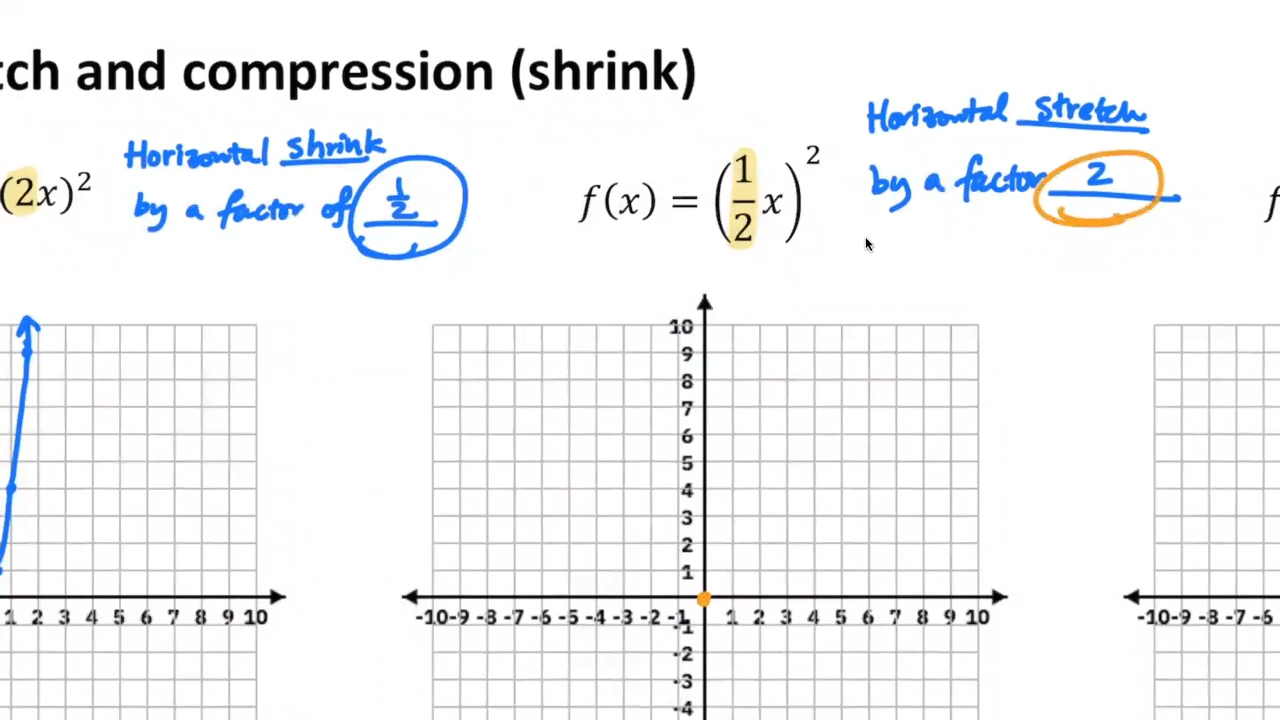 tch and compression (shrink)
Horizontal shrink
by a factor of 1/2
(2x)²
f(x) = (1/2 x)²
Horizontal stretch
by a factor 2
f
10
9
8
7
6
5
4
3
2
1
1 2 3 4 5 6 7 8 9 10
-10 -9 -8 -7 -6 -5 -4 -3 -2 -1 1 2 3 4 5 6 7 8 9 10
-10 -9 -8 -7 -6
-1
-2
-3
-4